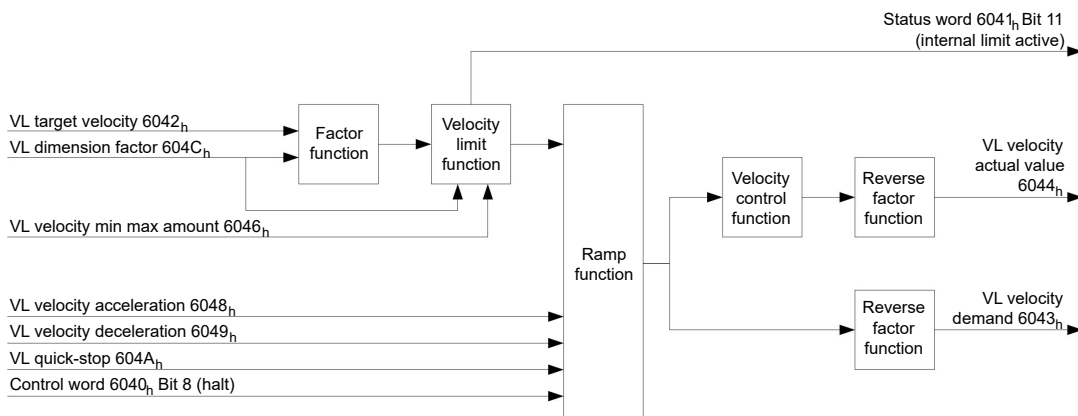 Status word 6041h Bit 11
(internal limit active)
VL target velocity 6042h
VL dimension factor 604Ch
Factor
function
Velocity
limit
function
VL velocity min max amount 6046h
Ramp
function
Velocity
control
function
Reverse
factor
function
VL velocity
actual value
6044h
VL velocity acceleration 6048h
VL velocity deceleration 6049h
VL quick-stop 604Ah
Control word 6040h Bit 8 (halt)
Reverse
factor
function
VL velocity
demand 6043h